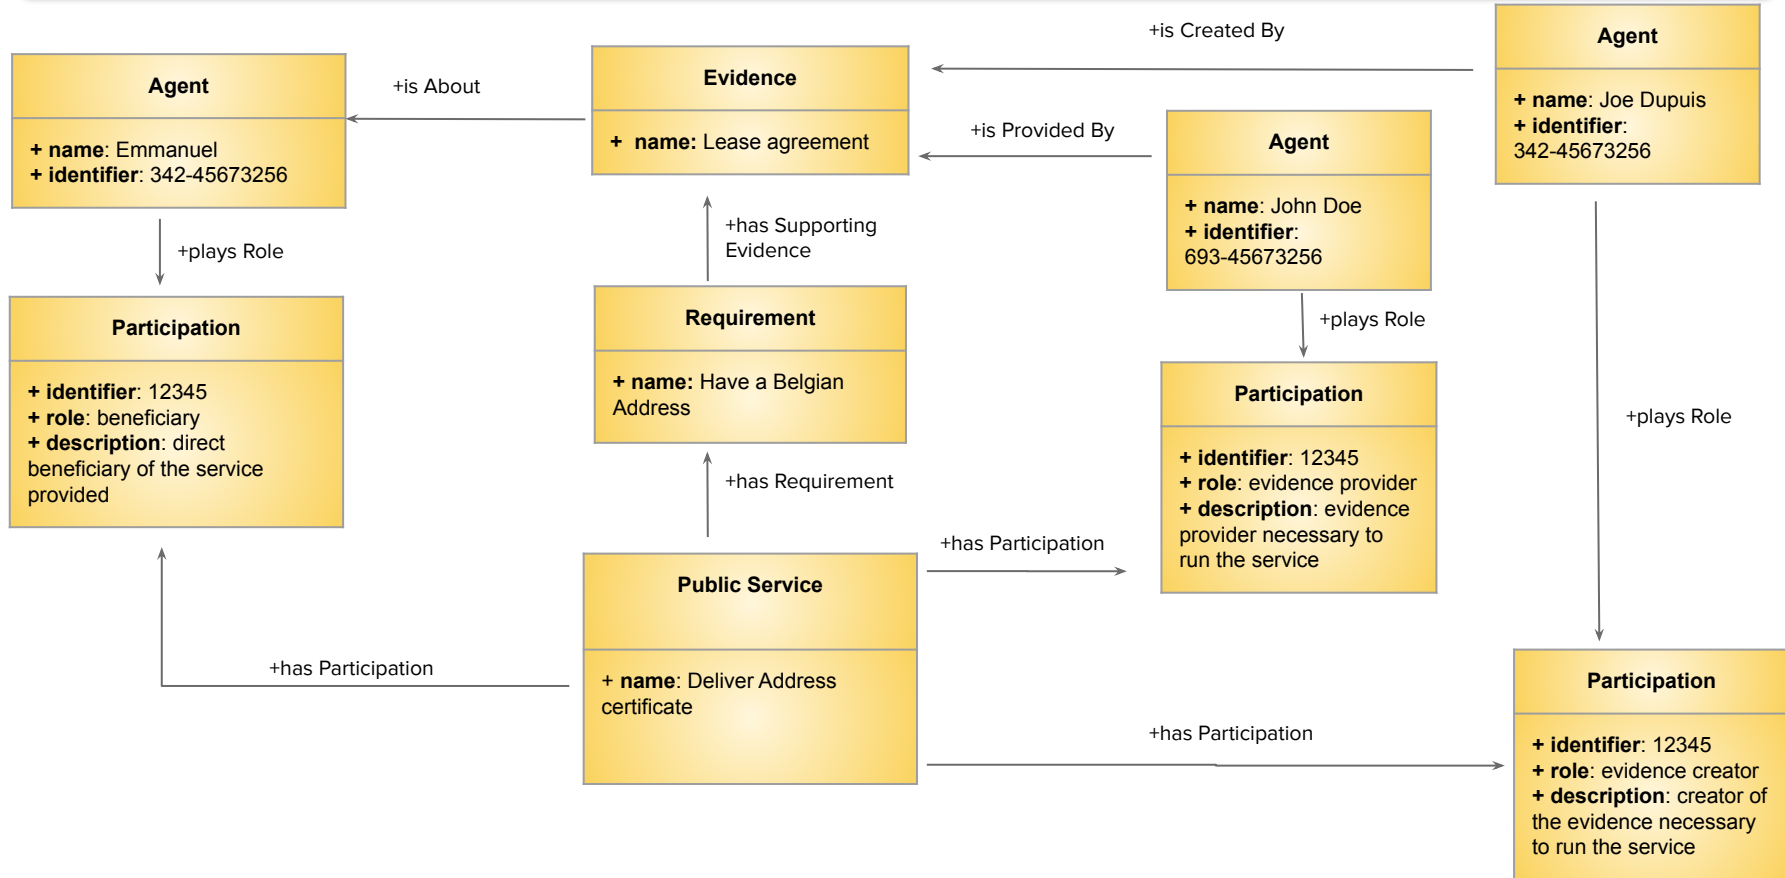 +is Created By
Agent
+ name: Joe Dupuis
+ identifier:
342-45673256
Agent
+ name: Emmanuel
+ identifier: 342-45673256
+is About
Evidence
+  name: Lease agreement
+is Provided By
Agent
+ name: John Doe
+ identifier:
693-45673256
+plays Role
+has Supporting
Evidence
+plays Role
+plays Role
Participation
+ identifier: 12345
+ role: beneficiary
+ description: direct
beneficiary of the service
provided
Requirement
+ name: Have a Belgian
Address
+has Requirement
Participation
+ identifier: 12345
+ role: evidence provider
+ description: evidence
provider necessary to
run the service
+has Participation
Public Service
+ name: Deliver Address
certificate
+has Participation
+has Participation
Participation
+ identifier: 12345
+ role: evidence creator
+ description: creator of
the evidence necessary
to run the service